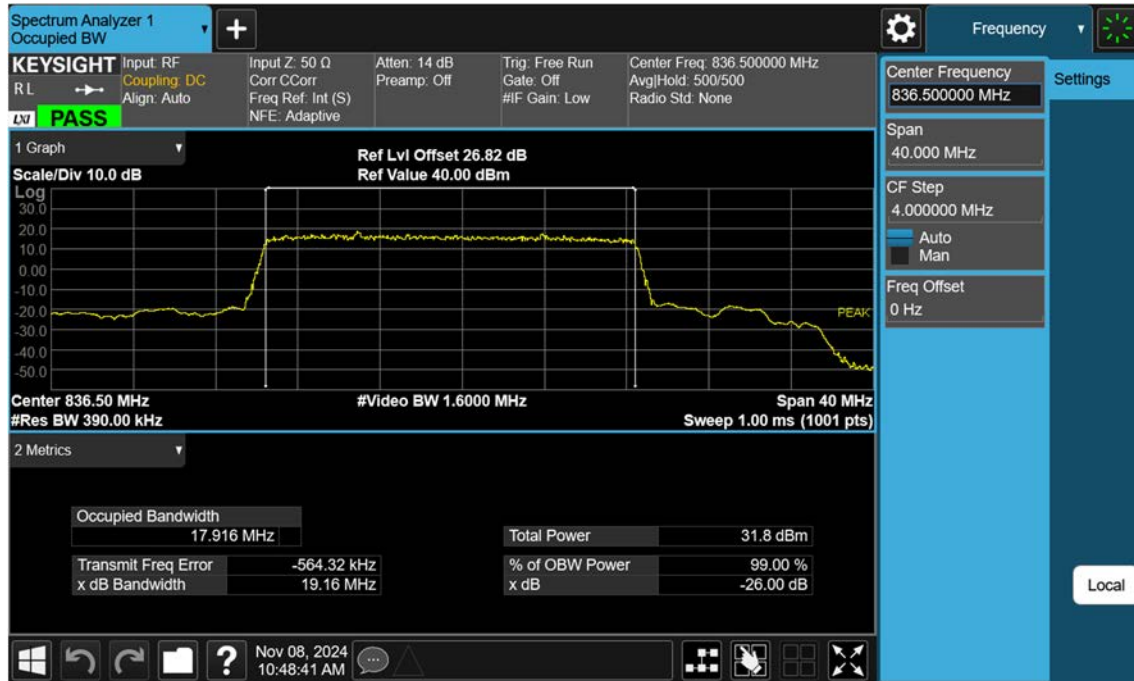 Spectrum Analyzer 1
Occupied BW
Frequency
KEYSIGHT
RL
LXI
PASS
Input: RF
Coupling: DC
Align: Auto
Input Z: 50 Ω
Corr CCorr
Freq Ref: Int (S)
NFE: Adaptive
Atten: 14 dB
Preamp: Off
Trig: Free Run
Gate: Off
#IF Gain: Low
Center Freq: 836.500000 MHz
Avg|Hold: 500/500
Radio Std: None
Center Frequency
836.500000 MHz
Settings
Span
40.000 MHz
CF Step
4.000000 MHz
Auto
Man
Freq Offset
0 Hz
Local
1 Graph
Scale/Div 10.0 dB
Ref Lvl Offset 26.82 dB
Ref Value 40.00 dBm
Log
30.0
20.0
10.0
0.00
-10.0
-20.0
-30.0
-40.0
-50.0
PEAK
Center 836.50 MHz
#Video BW 1.6000 MHz
Span 40 MHz
#Res BW 390.00 kHz
Sweep 1.00 ms (1001 pts)
2 Metrics
Occupied Bandwidth
17.916 MHz
Total Power 31.8 dBm
Transmit Freq Error -564.32 kHz
% of OBW Power 99.00 %
x dB Bandwidth 19.16 MHz
x dB -26.00 dB
?
Nov 08, 2024
10:48:41 AM